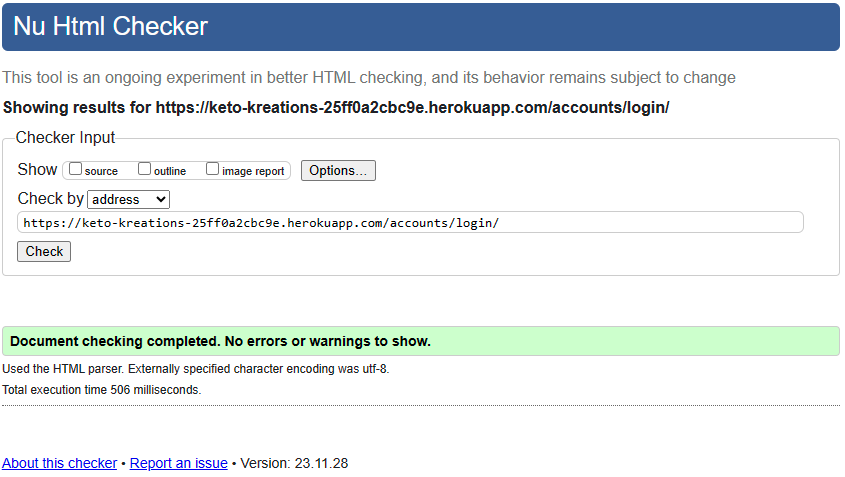 Nu Html Checker
This tool is an ongoing experiment in better HTML checking, and its behavior remains subject to change
Showing results for https://keto-kreations-25ff0a2cbc9e.herokuapp.com/accounts/login/
Checker Input
Show source outline image report Options...
Check by address
https://keto-kreations-25ff0a2cbc9e.herokuapp.com/accounts/login/
Check
Document checking completed. No errors or warnings to show.
Used the HTML parser. Externally specified character encoding was utf-8.
Total execution time 506 milliseconds.
About this checker • Report an issue • Version: 23.11.28